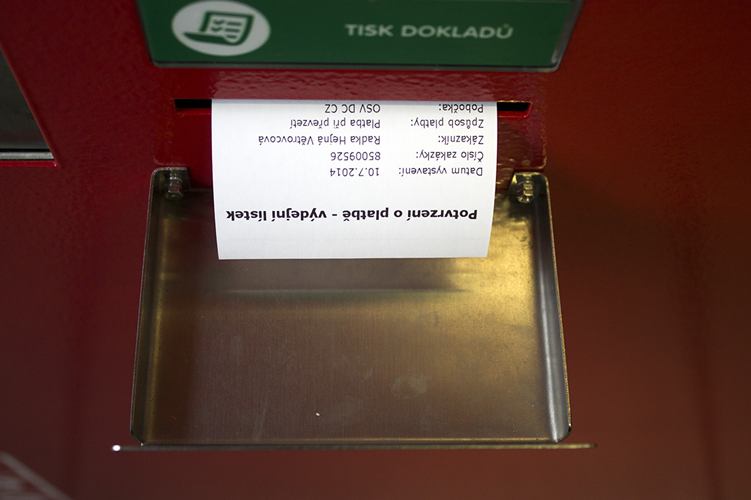 TISK DOKLADŮ
Potvrzení o platbě - výdejní lístek
Datum vystavení: 10.7.2014
Číslo zakázky: 85009526
Zákazník: Radka Hejná Větrovcová
Způsob platby: Platba při převzetí
Pobočka: OSV DC CZ